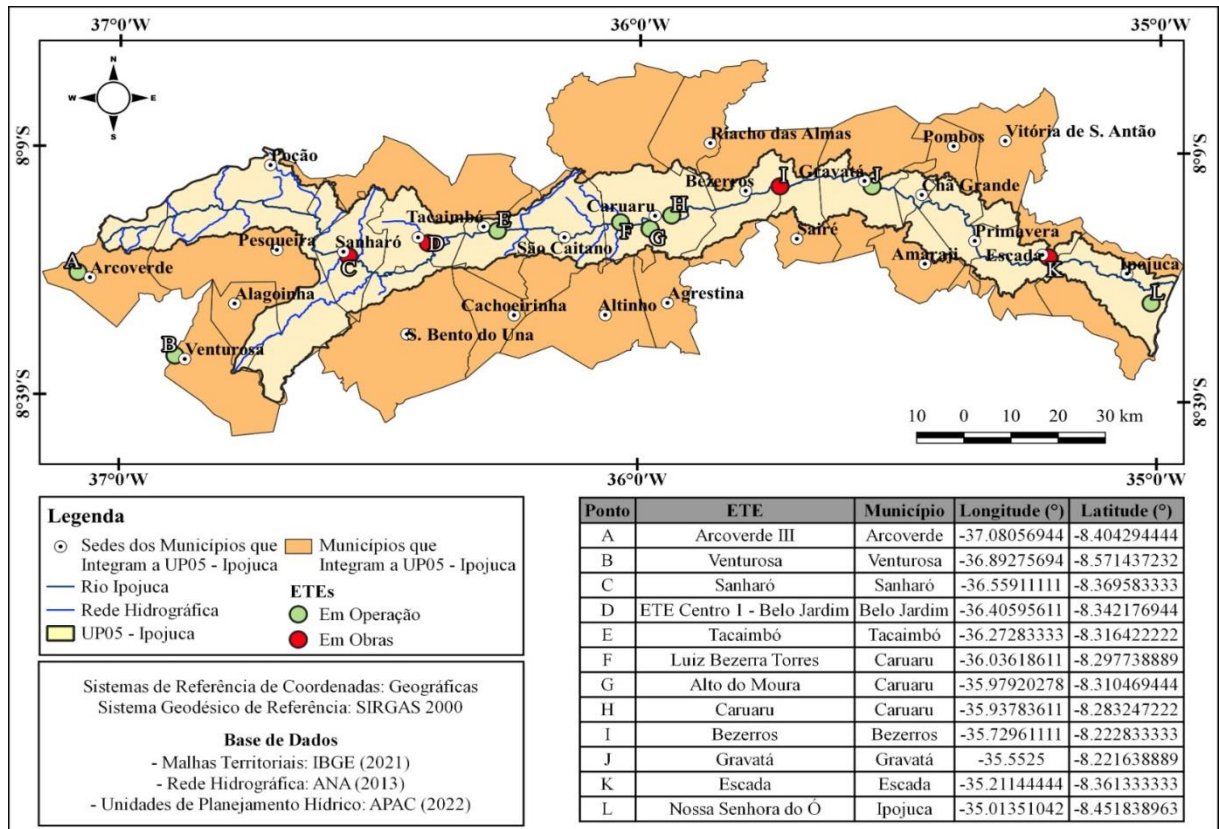 37°0'W 36°0'W 35°0'W
N
W E
S
8°9'S 8°9'S
Poção
Riacho das Almas
Pombos
Vitória de S. Antão
Bezerros
I
Gravatá
J
Chã Grande
Tacaimbó
E
Caruaru
H
Pesqueira
Sanharó
D
São Caitano
F
G
Sairé
Primavera
A
Arcoverde
C
Amaraji
Escada
K
Ipojuca
Alagoinha
Cachoeirinha
Altinho
Agrestina
L
B
Venturosa
S. Bento do Una
8°39'S 8°39'S
10 0 10 20 30 km
37°0'W 36°0'W 35°0'W
Legenda
Sedes dos Municípios que
Integram a UP05 - Ipojuca
Rio Ipojuca
Rede Hidrográfica
UP05 - Ipojuca
Municípios que
Integram a UP05 - Ipojuca
ETEs
Em Operação
Em Obras
Sistemas de Referência de Coordenadas: Geográficas
Sistema Geodésico de Referência: SIRGAS 2000
Base de Dados
- Malhas Territoriais: IBGE (2021)
- Rede Hidrográfica: ANA (2013)
- Unidades de Planejamento Hídrico: APAC (2022)
Ponto ETE Município Longitude (°) Latitude (°)
A Arcoverde III Arcoverde -37.08056944 -8.404294444
B Venturosa Venturosa -36.89275694 -8.571437232
C Sanharó Sanharó -36.55911111 -8.369583333
D ETE Centro 1 - Belo Jardim Belo Jardim -36.40595611 -8.342176944
E Tacaimbó Tacaimbó -36.27283333 -8.316422222
F Luiz Bezerra Torres Caruaru -36.03618611 -8.297738889
G Alto do Moura Caruaru -35.97920278 -8.310469444
H Caruaru Caruaru -35.93783611 -8.283247222
I Bezerros Bezerros -35.72961111 -8.222833333
J Gravatá Gravatá -35.5525 -8.221638889
K Escada Escada -35.21144444 -8.361333333
L Nossa Senhora do Ó Ipojuca -35.01351042 -8.451838963